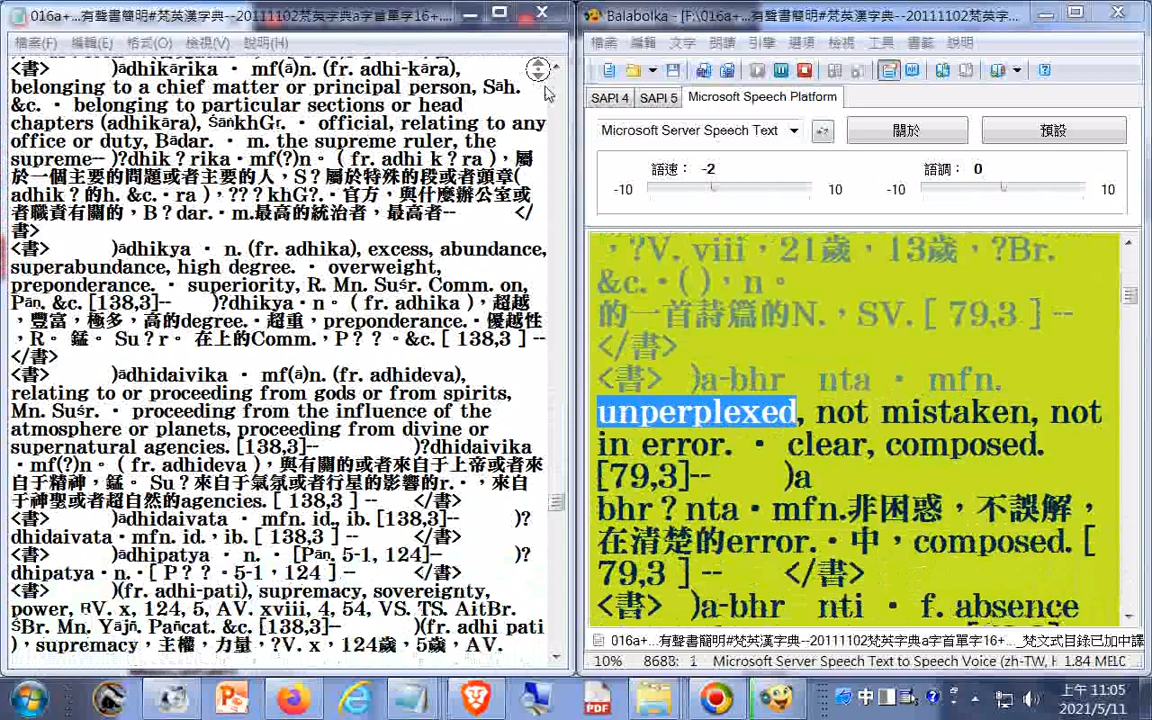 016a+...有聲書簡明#梵英漢字典--20111102梵英字典a字首單字16+...
檔案(F) 編輯(E) 格式(O) 檢視(V) 說明(H)
<書> )ādhikārika • mf(ā)n. (fr. adhi-kāra),
belonging to a chief matter or principal person, Sāh.
&c. • belonging to particular sections or head
chapters (adhikāra), ŚāṅkhGr. • official, relating to any
office or duty, Bādar. • m. the supreme ruler, the
supreme-- )?dhik ? rika • mf(?)n。( fr. adhi k ? ra )，屬
於一個主要的問題或者主要的人，S？屬於特殊的段或者頭章(
adhik ? 的h. &c.・ra )，???khG?.・官方，與什麼辦公室或
者職責有關的，B？dar.・m.最高的統治者，最高者-- </
書>
<書> )ādhikya • n. (fr. adhika), excess, abundance,
superabundance, high degree. • overweight,
preponderance. • superiority, R. Mn. Suśr. Comm. on,
Pāṇ. &c. [138,3]-- )?dhikya・n。( fr. adhika )，超越
，豐富，極多，高的degree.・超重，preponderance.・優越性
，R。錳。 Su？r。在上的Comm.，P？？。&c. [ 138,3 ] --
</書>
<書> )ādhidaivika • mf(ā)n. (fr. adhideva),
relating to or proceeding from gods or from spirits,
Mn. Suśr. • proceeding from the influence of the
atmosphere or planets, proceeding from divine or
supernatural agencies. [138,3]-- )?dhidaivika
・mf(?)n。( fr. adhideva )，與有關的或者來自于上帝或者來
自于精神，錳。Su？來自于氣氛或者行星的影響的r.・，來自
于神聖或者超自然的agencies. [ 138,3 ] -- </書>
<書> )ādhidaivata • mfn. id., ib. [138,3]-- )?
dhidaivata・mfn. id.，ib. [ 138,3 ] -- </書>
<書> )ādhipatya • n. • [Pāṇ. 5-1, 124]-- )?
dhipatya・n.・[ P？？・5-1，124 ] -- </書>
<書> )(fr. adhi-pati), supremacy, sovereignty,
power, ṚV. x, 124, 5, AV. xviii, 4, 54, VS. TS. AitBr.
ŚBr. Mn. Yājñ. Pañcat. &c. [138,3]-- )(fr. adhi pati
)，supremacy，主權，力量，?V. x，124歲，5歲，AV.
Balabolka - [F:\016a+...有聲書簡明#梵英漢字典--20111102梵英字...
檔案 編輯 文字 朗讀 引擎 選項 檢視 工具 書籤 說明
SAPI 4 SAPI 5 Microsoft Speech Platform
Microsoft Server Speech Text 關於 預設
語速： -2 語調： 0
-10 10 -10 10
，?V. viii，21歲，13歲，?Br.
&c.・( )，n。
的一首詩篇的N.，SV. [ 79,3 ] --
</書>
<書> )a-bhr nta • mfn.
unperplexed, not mistaken, not
in error. • clear, composed.
[79,3]-- )a
bhr ? nta・mfn.非困惑，不誤解，
在清楚的error.・中，composed. [
79,3 ] -- </書>
<書> )a-bhr nti • f. absence
016a+...有聲書簡明#梵英漢字典--20111102梵英字典a字首單字16+..._梵文式目錄已加中譯
10% 8688: 1 Microsoft Server Speech Text to Speech Voice (zh-TW, H 1.84 MELC
中
上午 11:05
2021/5/11